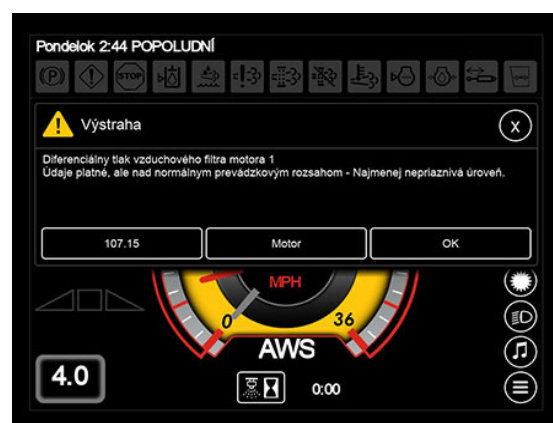 Pondelok 2:44 POPOLUDNÍ
(P)
STOP
Výstraha
X
Diferenciálny tlak vzduchového filtra motora 1
Údaje platné, ale nad normálnym prevádzkovým rozsahom - Najmenej nepriaznivá úroveň.
107.15
Motor
OK
MPH
0
36
AWS
4.0
0:00